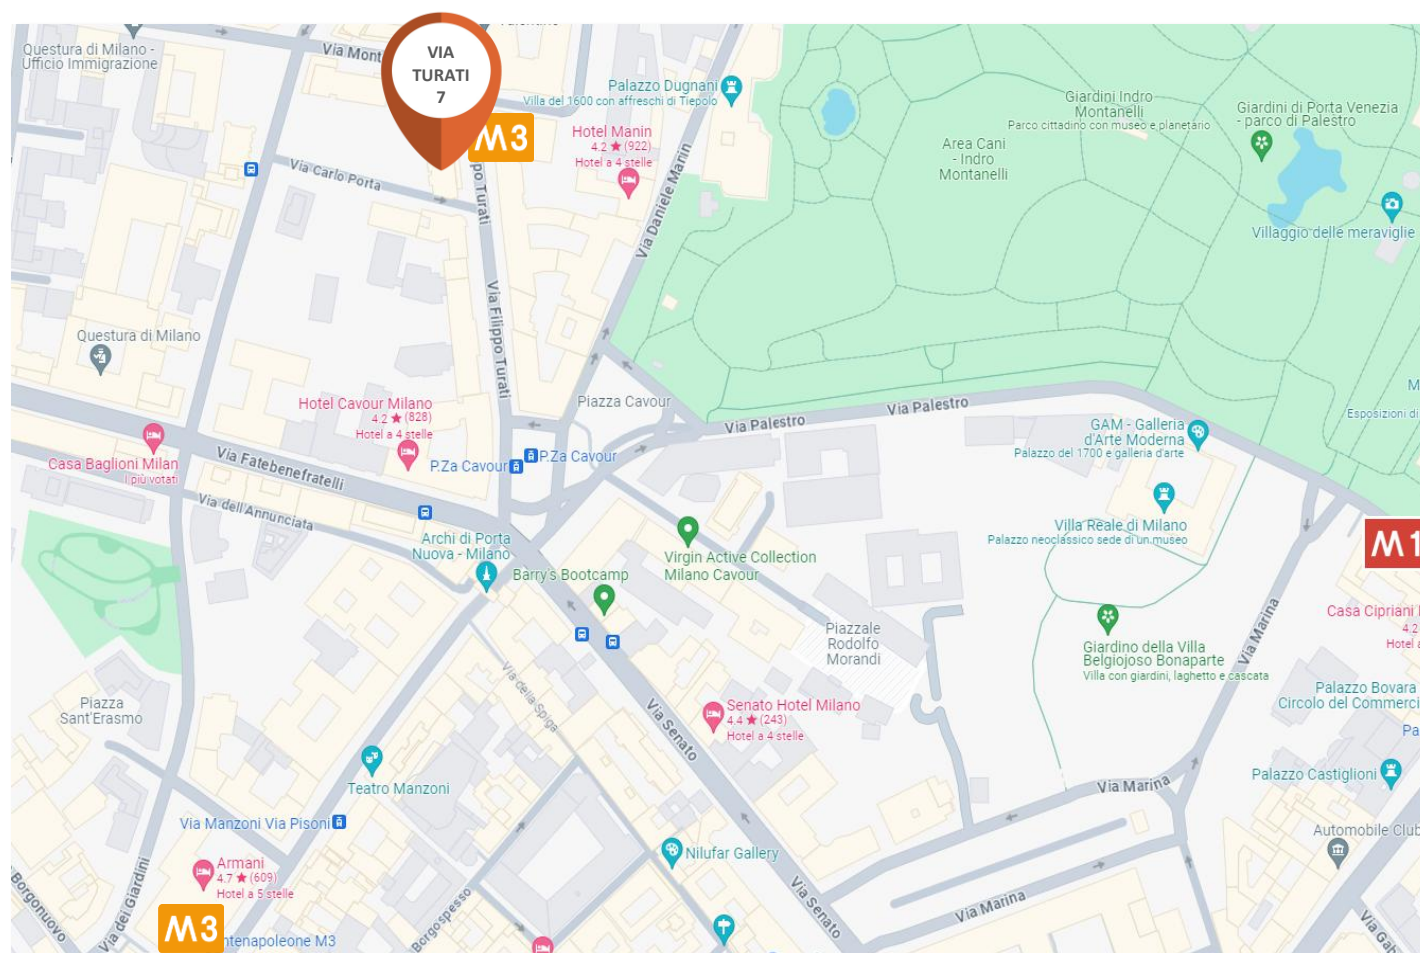 Questura di Milano -
Ufficio Immigrazione
Via Mont
VIA
TURATI
7
M3
Palazzo Dugnani
Villa del 1600 con affreschi di Tiepolo
Hotel Manin
4.2 ★ (922)
Hotel a 4 stelle
Giardini Indro
Montanelli
Parco cittadino con museo e planetario
Giardini di Porta Venezia
- parco di Palestro
Area Cani
- Indro
Montanelli
Villaggio delle meraviglie
Via Carlo Porta
po Turati
Via Daniele Manin
Via Filippo Turati
Questura di Milano
Hotel Cavour Milano
4.2 ★ (828)
Hotel a 4 stelle
Piazza Cavour
Via Palestro
Via Palestro
M
Esposizioni di
GAM - Galleria
d'Arte Moderna
Palazzo del 1700 e galleria d'arte
Casa Baglioni Milan
I più votati
Via Fatebenefratelli
P.Za Cavour
P.Za Cavour
Via dell'Annunciata
Archi di Porta
Nuova - Milano
Barry's Bootcamp
Virgin Active Collection
Milano Cavour
Villa Reale di Milano
Palazzo neoclassico sede di un museo
M1
Casa Cipriani
4.2
Hotel a
Piazzale
Rodolfo
Morandi
Giardino della Villa
Belgiojoso Bonaparte
Villa con giardini, laghetto e cascata
Via Marina
Palazzo Bovara
Circolo del Commerci
Pa
Piazza
Sant'Erasmo
Via della Spiga
Via Senato
Senato Hotel Milano
4.4 ★ (243)
Hotel a 4 stelle
Teatro Manzoni
Via Marina
Palazzo Castiglioni
Via Manzoni Via Pisoni
Automobile Club
Nilufar Gallery
Armani
4.7 ★ (609)
Hotel a 5 stelle
Borgonuovo
Via dei Giardini
Borgospesso
Via Senato
Via Marina
Via Gab
M3
ntenapoleone M3